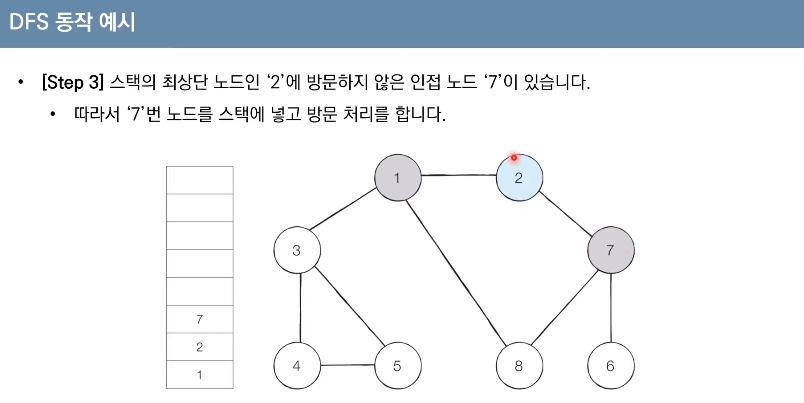 DFS 동작 예시
• [Step 3] 스택의 최상단 노드인 ‘2’에 방문하지 않은 인접 노드 ‘7’이 있습니다.
• 따라서 ‘7’번 노드를 스택에 넣고 방문 처리를 합니다.
1 2
3 7
7
2
1
4 5 8 6